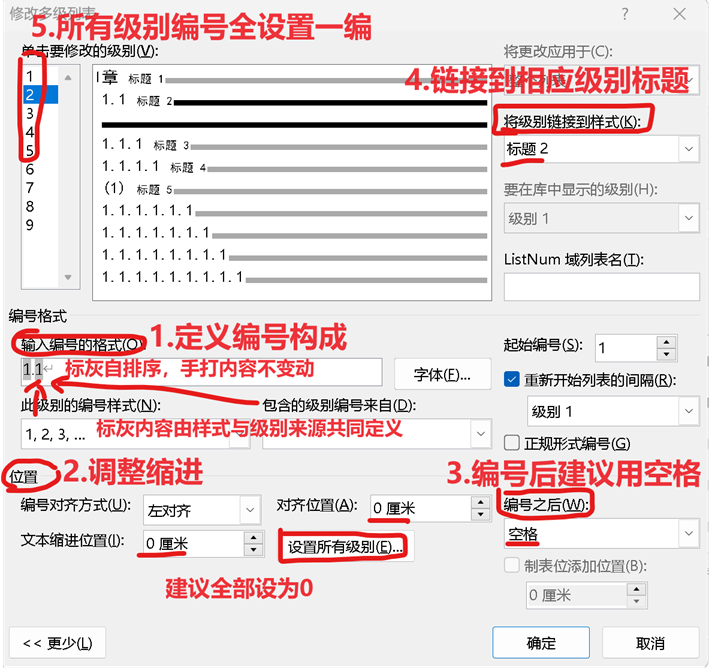 修改多级列表
?
5.所有级别编号全设置一编
单击要修改的级别(V):
1
2
3
4
5
6
7
8
9
1章 标题 1
1.1 标题 2
1.1.1 标题 3
1.1.1.1 标题 4
(1) 标题 5
1.1.1.1.1.1
1.1.1.1.1.1.1
1.1.1.1.1.1.1.1
1.1.1.1.1.1.1.1.1
将更改应用于(C):
4.链接到相应级别标题
将级别链接到样式(K):
标题 2
要在库中显示的级别(H):
级别 1
ListNum 域列表名(T):
编号格式
输入编号的格式(O)
1.定义编号构成
1.1
标灰自排序，手打内容不变动
字体(F)...
起始编号(S):
1
重新开始列表的间隔(R):
级别 1
此级别的编号样式(N):
包含的级别编号来自(D):
1, 2, 3, ...
标灰内容由样式与级别来源共同定义
正规形式编号(G)
位置
2.调整缩进
3.编号后建议用空格
编号对齐方式(U):
左对齐
对齐位置(A):
0 厘米
编号之后(W):
空格
文本缩进位置(I):
0 厘米
设置所有级别(E)...
制表位添加位置(B):
0 厘米
建议全部设为0
<< 更少(L)
确定
取消